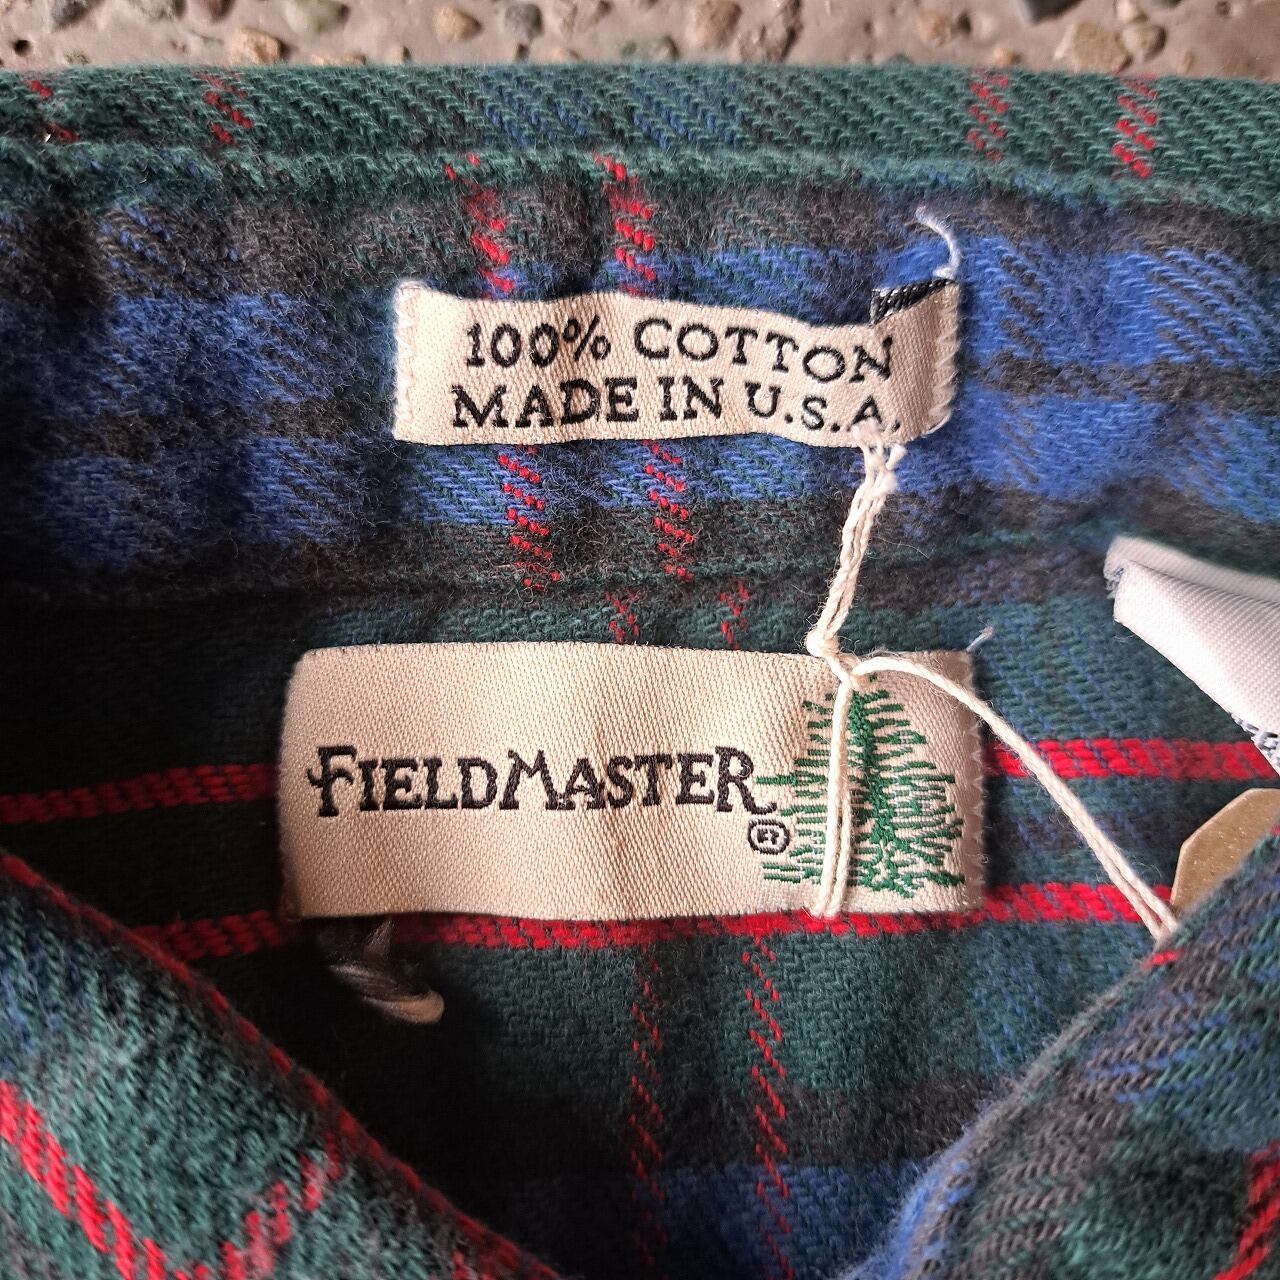 100% COTTON
MADE IN U.S.A.
FIELDMASTER
®